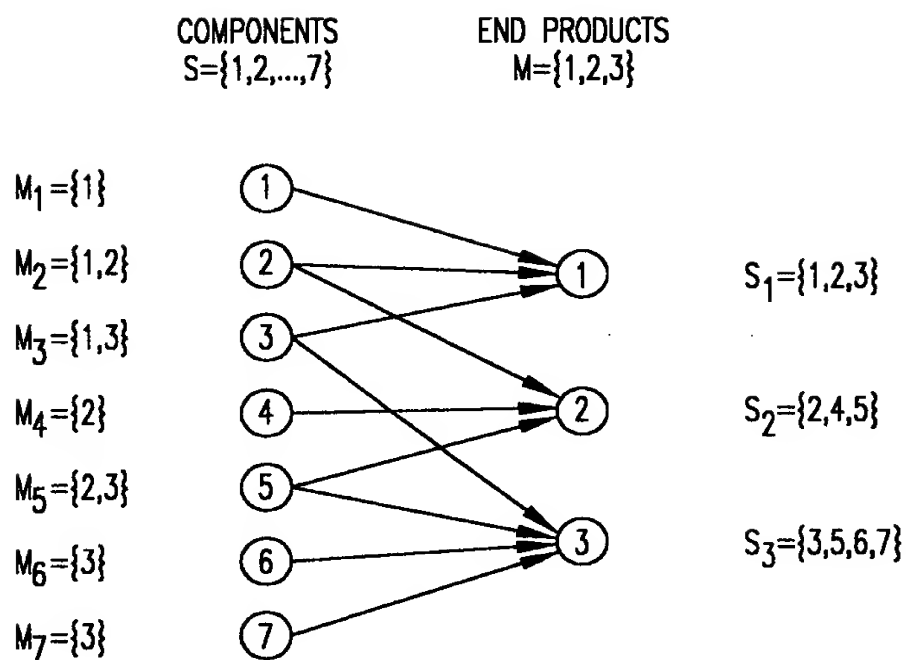 COMPONENTS
S={1,2,...,7}
END PRODUCTS
M={1,2,3}
M₁={1}
1
M₂={1,2}
2
1
S₁={1,2,3}
M₃={1,3}
3
M₄={2}
4
2
S₂={2,4,5}
M₅={2,3}
5
3
S₃={3,5,6,7}
M₆={3}
6
M₇={3}
7